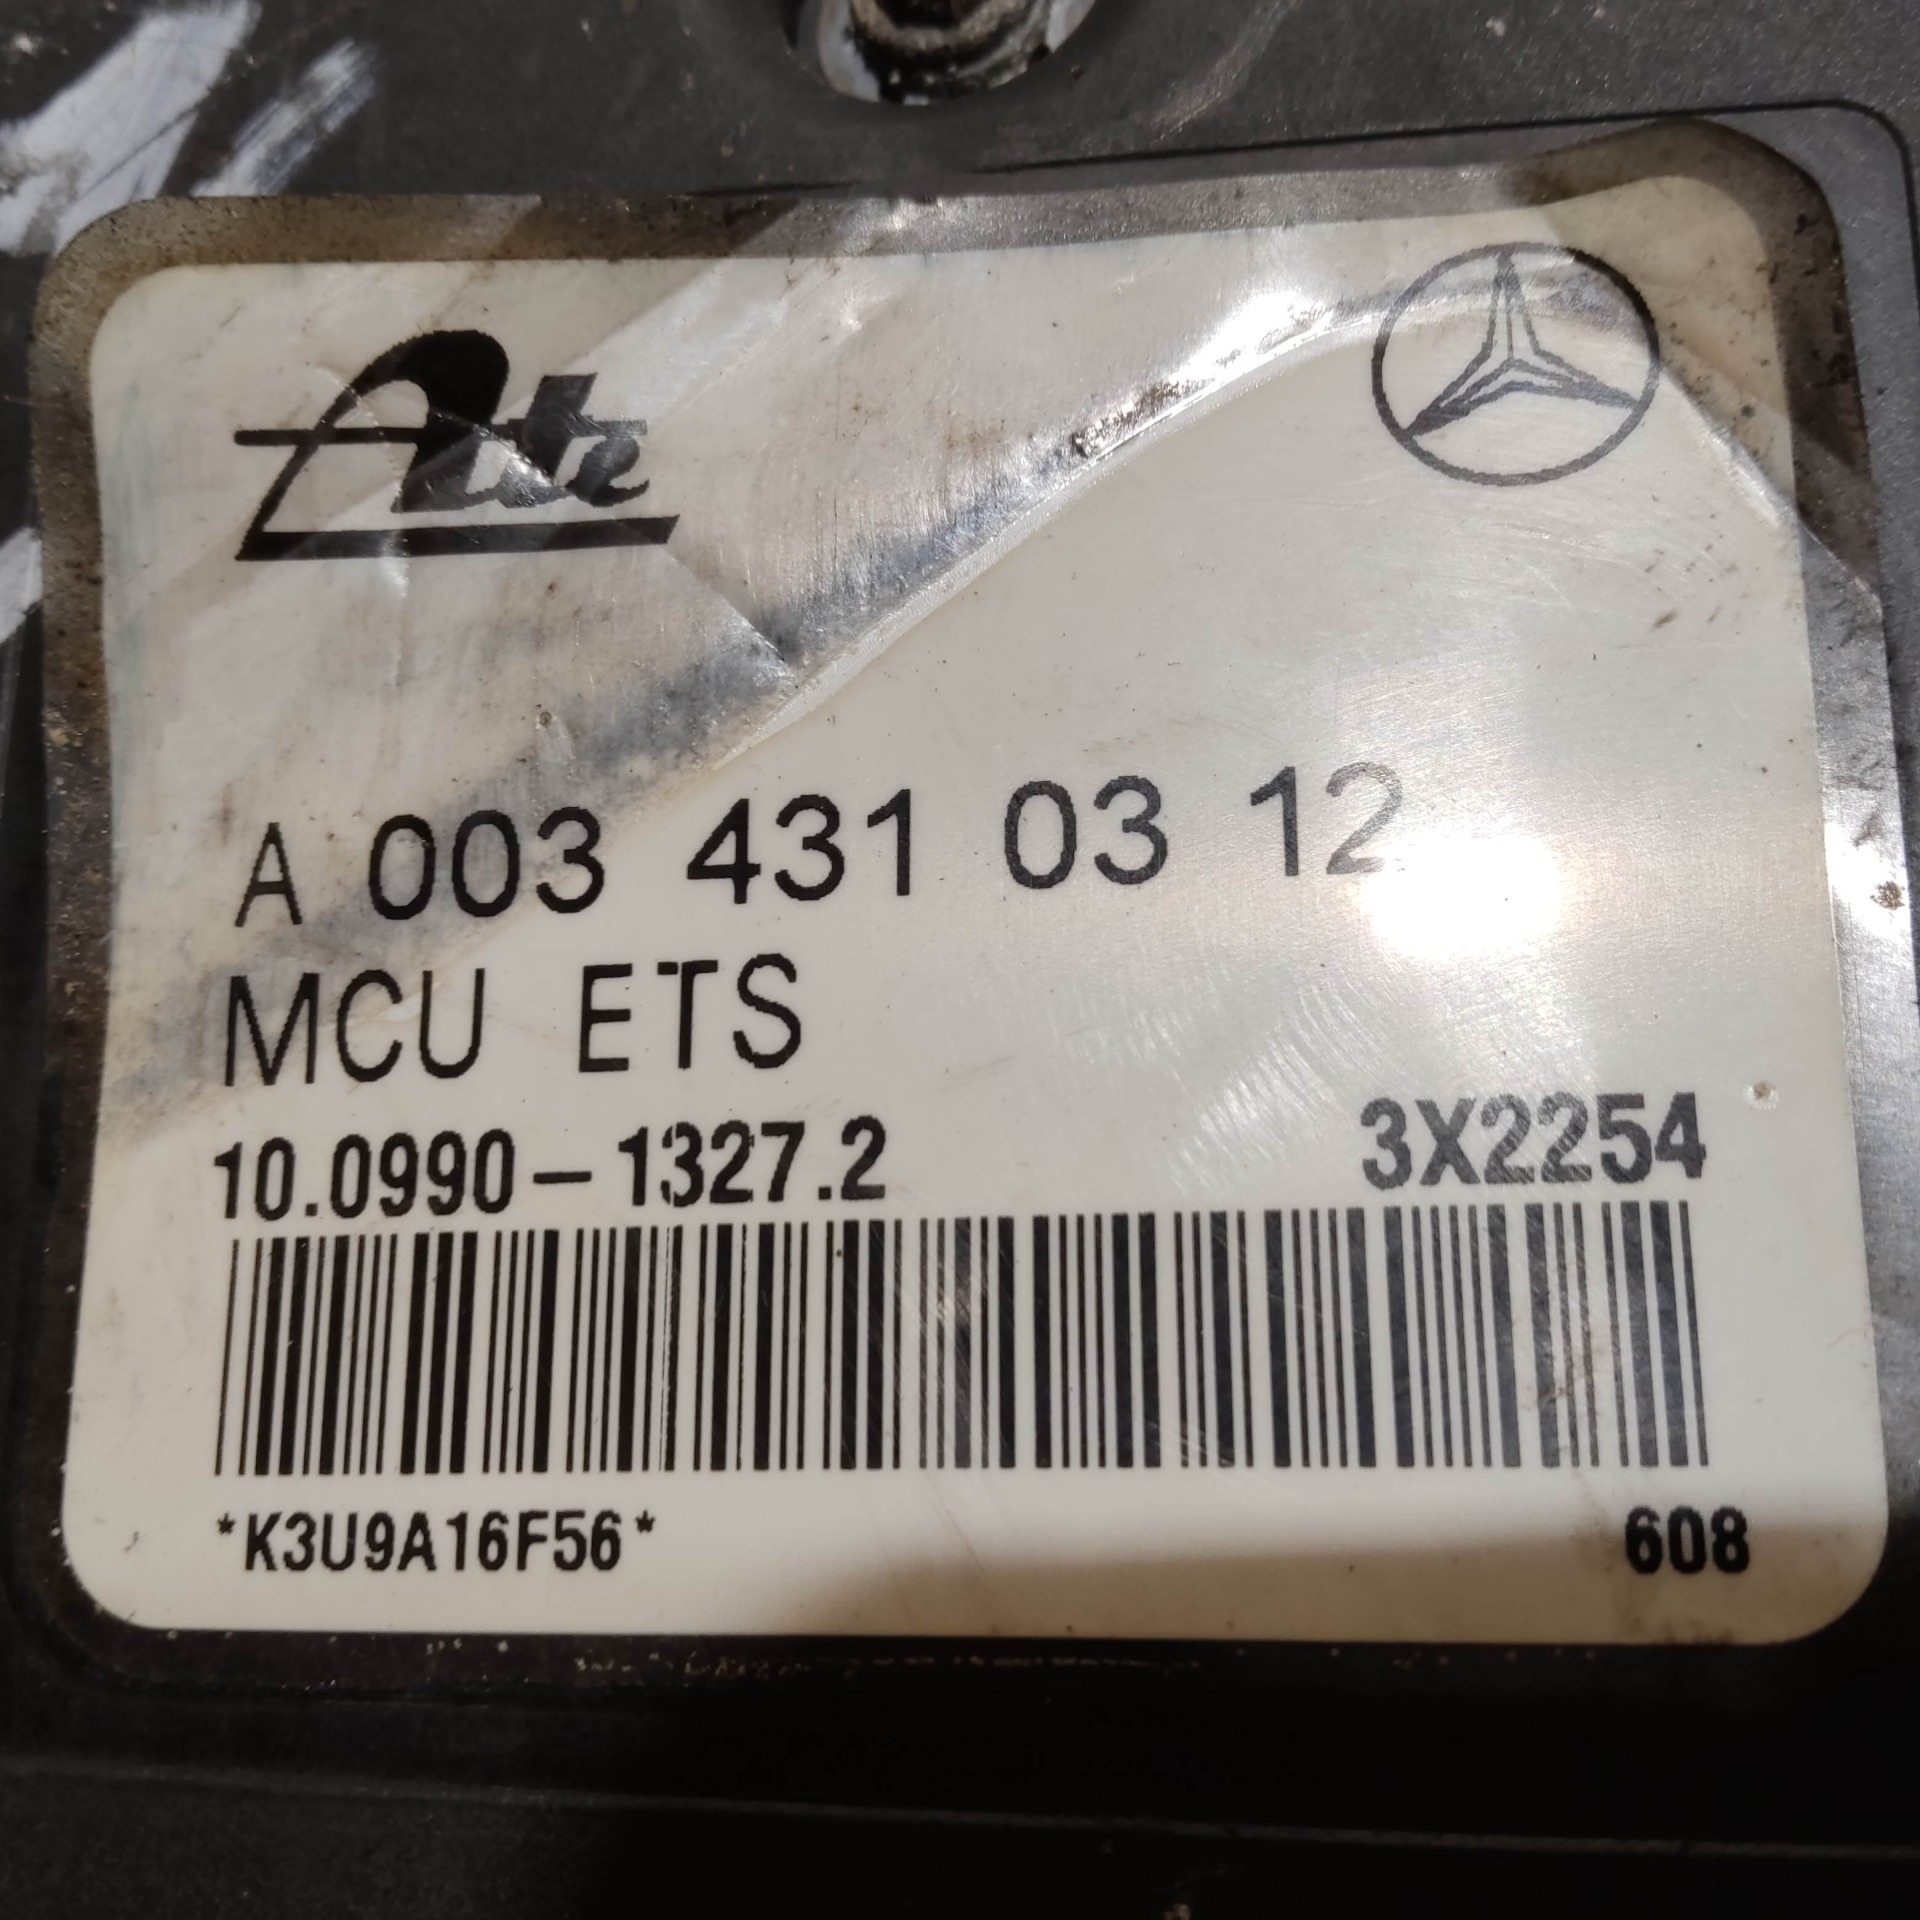 Ate
A 003 431 03 12
MCU ETS
10.0990-1327.2 3X2254
*K3U9A16F56* 608